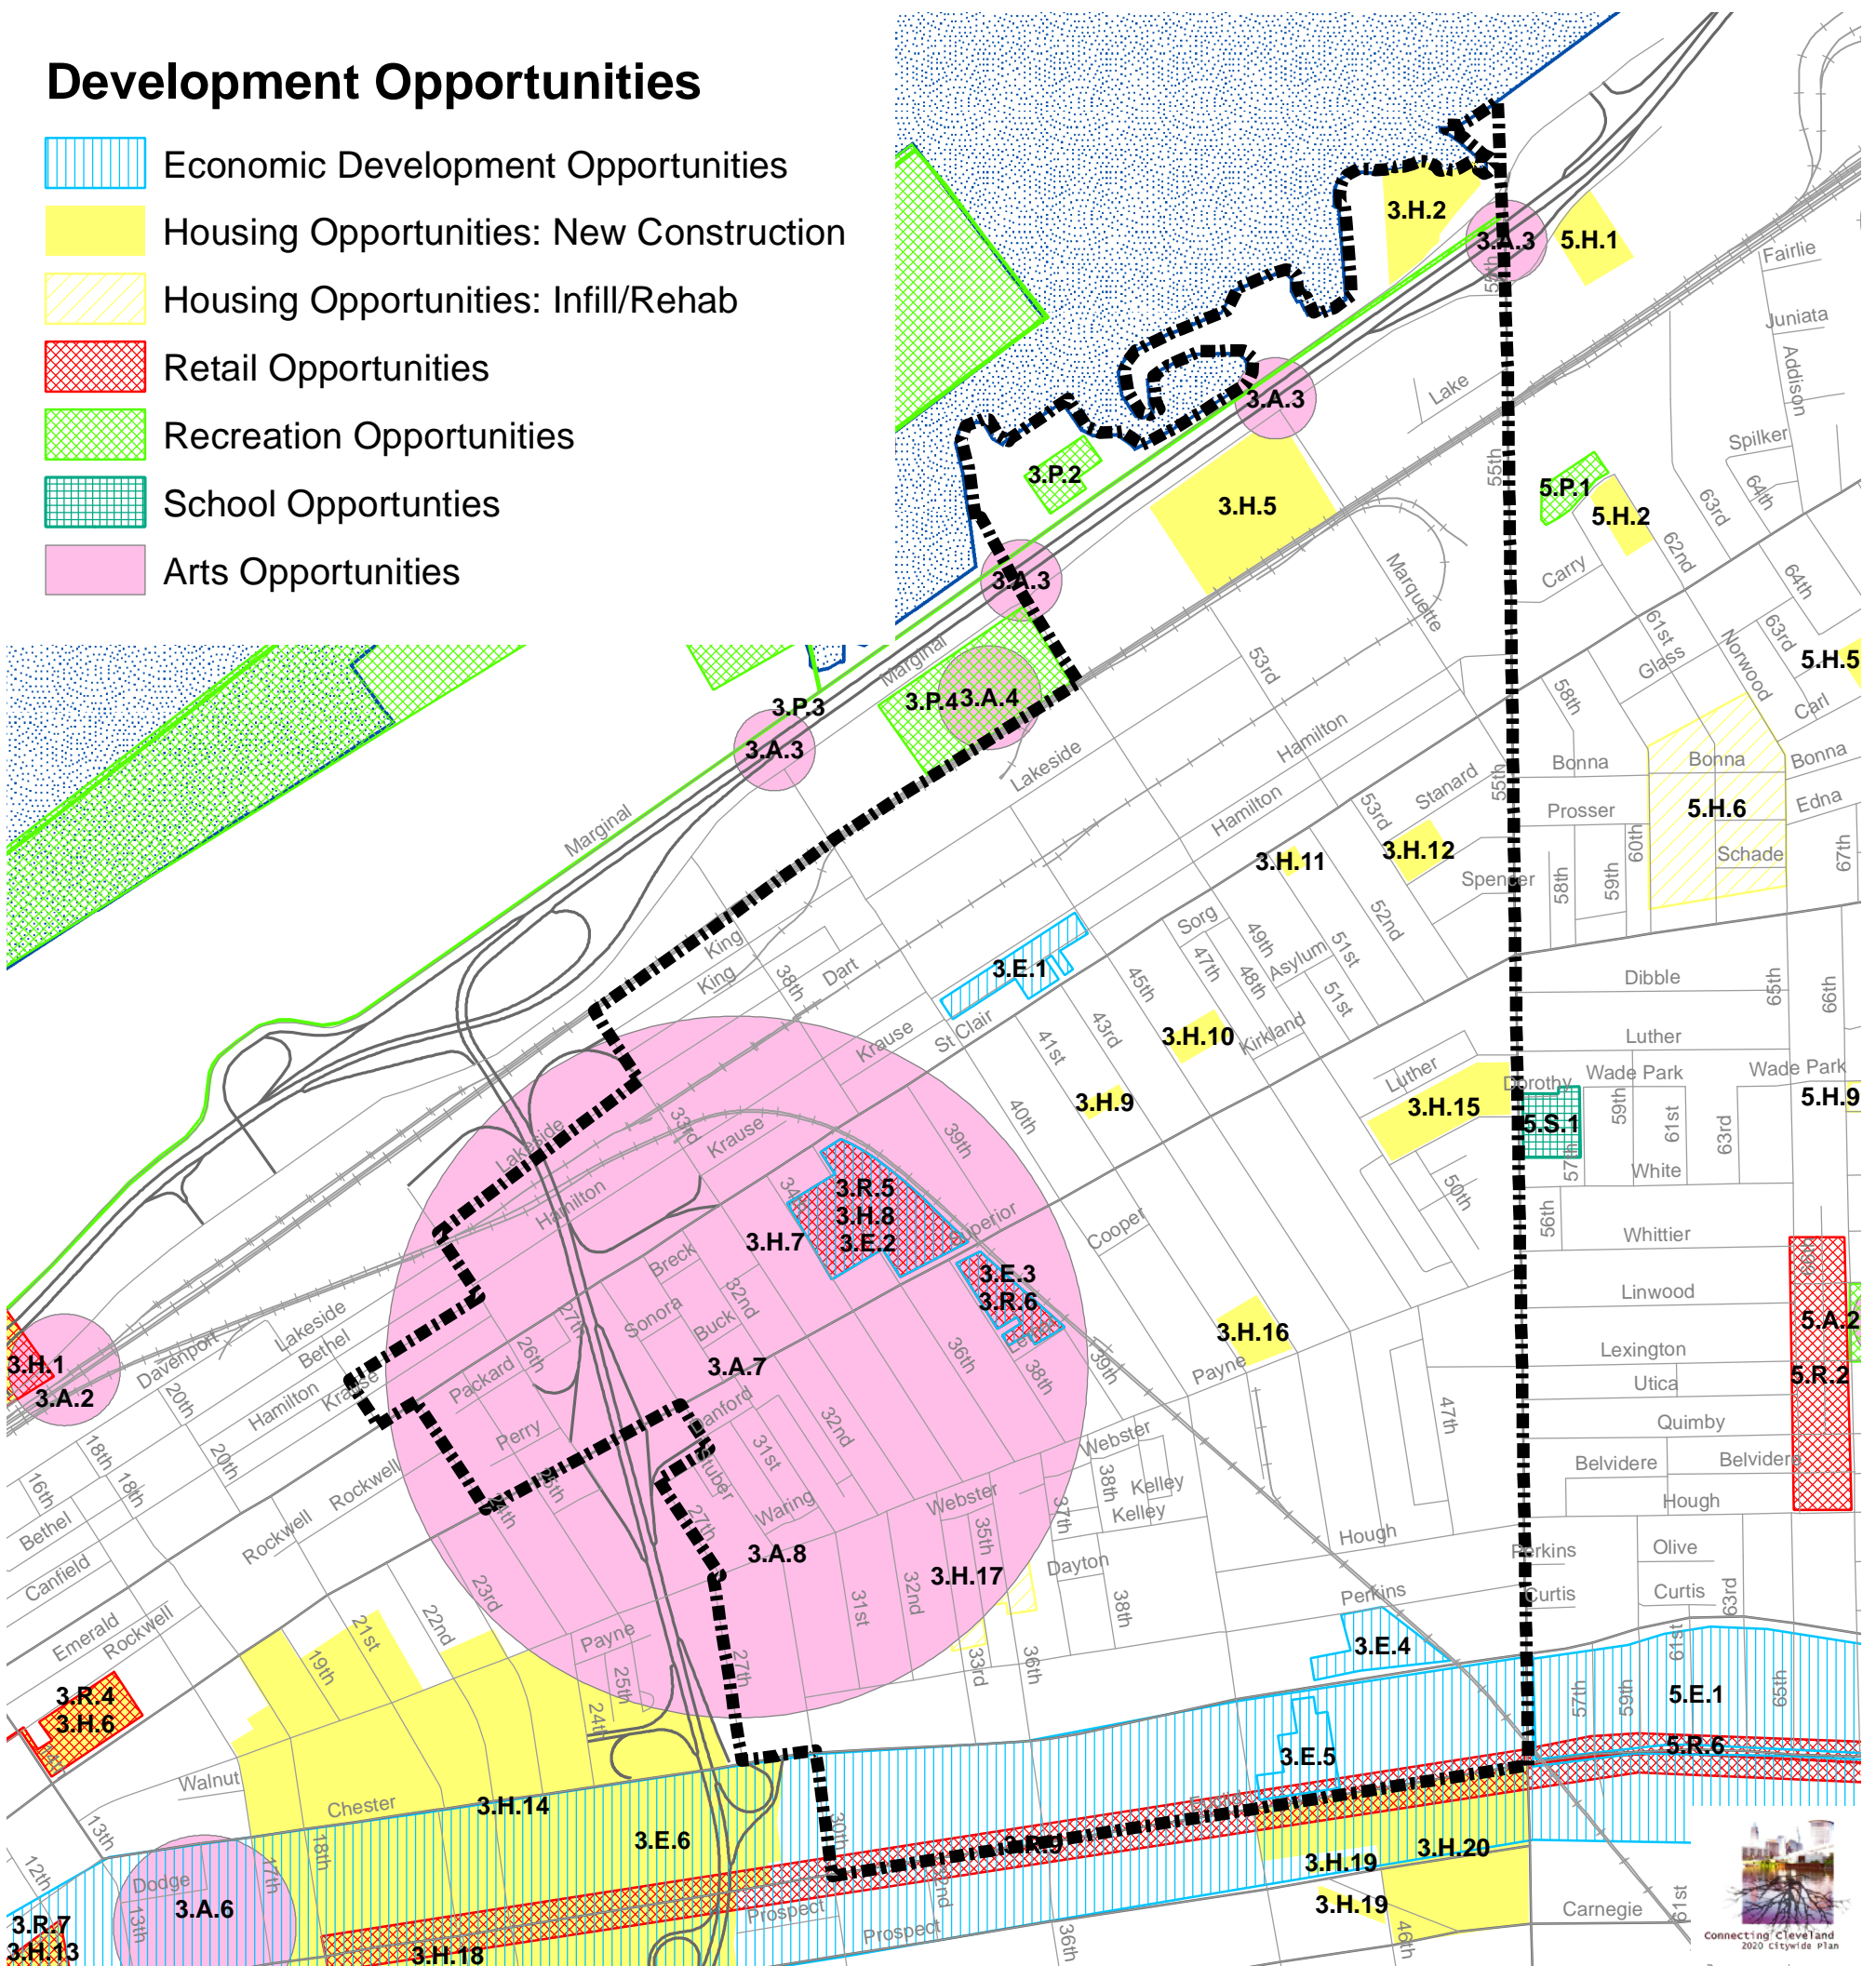 Development Opportunities
Economic Development Opportunities
Housing Opportunities: New Construction
Housing Opportunities: Infill/Rehab
Retail Opportunities
Recreation Opportunities
School Opportunties
Arts Opportunities
3.H.2
3.A.3
5.H.1
55th
Fairlie
Juniata
Addison
Lake
3.A.3
Spilker
3.P.2
55th
5.P.1
3.H.5
5.H.2
63rd
64th
62nd
3.A.3
Marquette
Carry
64th
Marginal
53rd
61st
Glass
Norwood
63rd
5.H.5
58th
3.P.3
3.P.4
3.A.4
Carl
3.A.3
Lakeside
Hamilton
Bonna
Bonna
Bonna
55th
Stanard
Marginal
Hamilton
53rd
Prosser
5.H.6
Edna
3.H.11
3.H.12
60th
Schade
67th
Spencer
58th
59th
Sorg
52nd
King
King
38th
Dart
3.E.1
45th
47th
49th
48th
Asylum
51st
51st
Dibble
65th
66th
Krause
St Clair
41st
43rd
3.H.10
Kirkland
Luther
Luther
Wade Park
Wade Park
Dorothy
40th
3.H.9
3.H.15
59th
5.H.9
Lakeside
33rd
Krause
39th
5.S.1
61st
63rd
57th
White
Hamilton
34th
3.R.5
3.H.8
3.E.2
50th
56th
3.H.7
Superior
Cooper
Whittier
Breck
3.E.3
3.R.6
Linwood
32nd
Sonora
Buck
27th
Lakeside
Bethel
Davenport
3.H.16
5.A.2
3.H.1
3.A.2
26th
36th
38th
39th
Payne
Lexington
5.R.2
3.A.7
Packard
Utica
20th
Hamilton
Krause
Danford
32nd
47th
Quimby
Perry
Webster
18th
18th
20th
31st
Stuber
Belvidere
Belvidere
16th
Rockwell
25th
38th
Kelley
Kelley
Hough
Bethel
24th
Waring
Webster
37th
Rockwell
27th
35th
Hough
Canfield
3.A.8
3.H.17
Dayton
Perkins
Olive
23rd
31st
32nd
38th
Perkins
Curtis
Curtis
63rd
Emerald
Rockwell
21st
22nd
Payne
3.E.4
61st
19th
25th
27th
33rd
36th
3.R.4
3.H.6
24th
57th
59th
5.E.1
65th
14th
3.E.5
5.R.6
Walnut
Chester
3.H.14
3.E.6
30th
Euclid
3.R.9
13th
18th
3.H.20
3.H.19
12th
Dodge
17th
3.A.6
13th
Prospect
Prospect
3.H.19
46th
Carnegie
61st
3.R.7
3.H.13
3.H.18
36th
Connecting Cleveland
2020 Citywide Plan